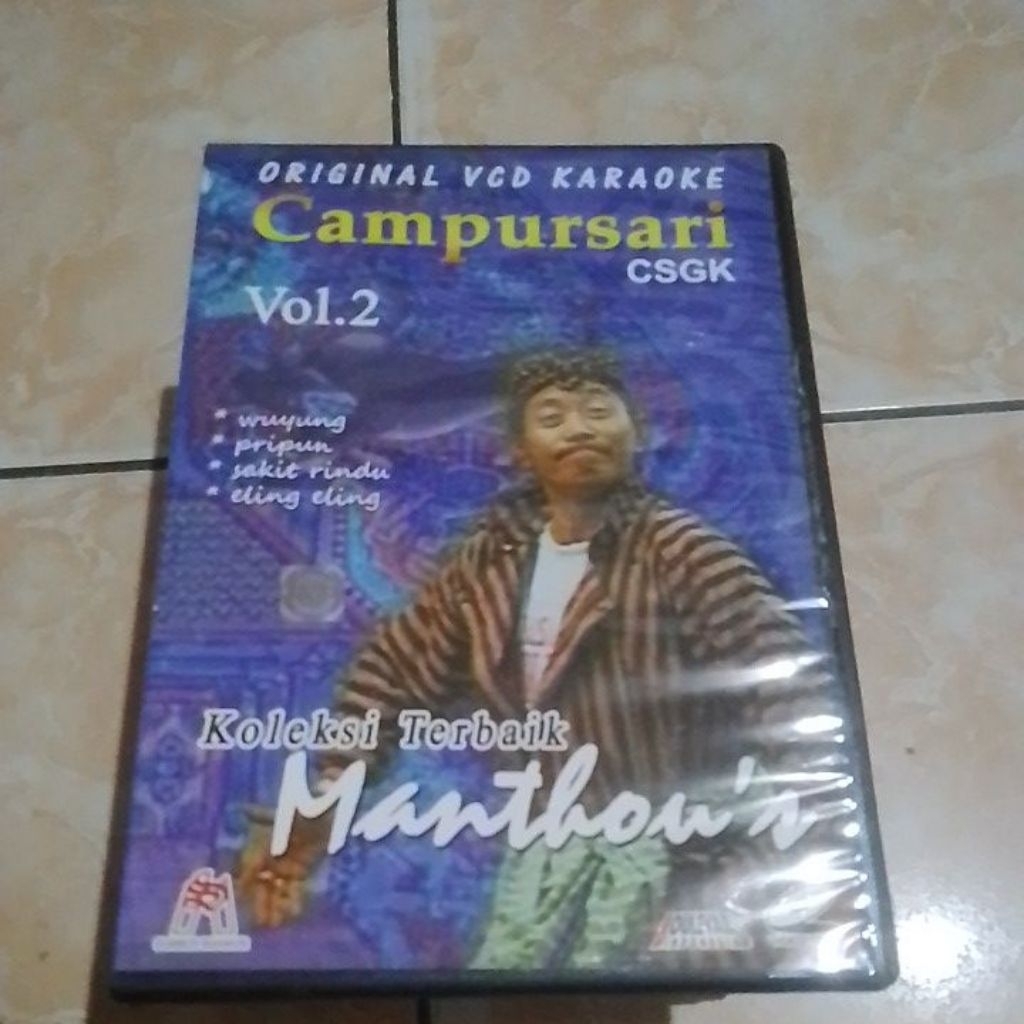 ORIGINAL VCD KARAOKE
Campursari
CSGK
Vol.2
* wuyung
* pripun
* sakit rindu
* eling eling
Koleksi Terbaik
Manthou's